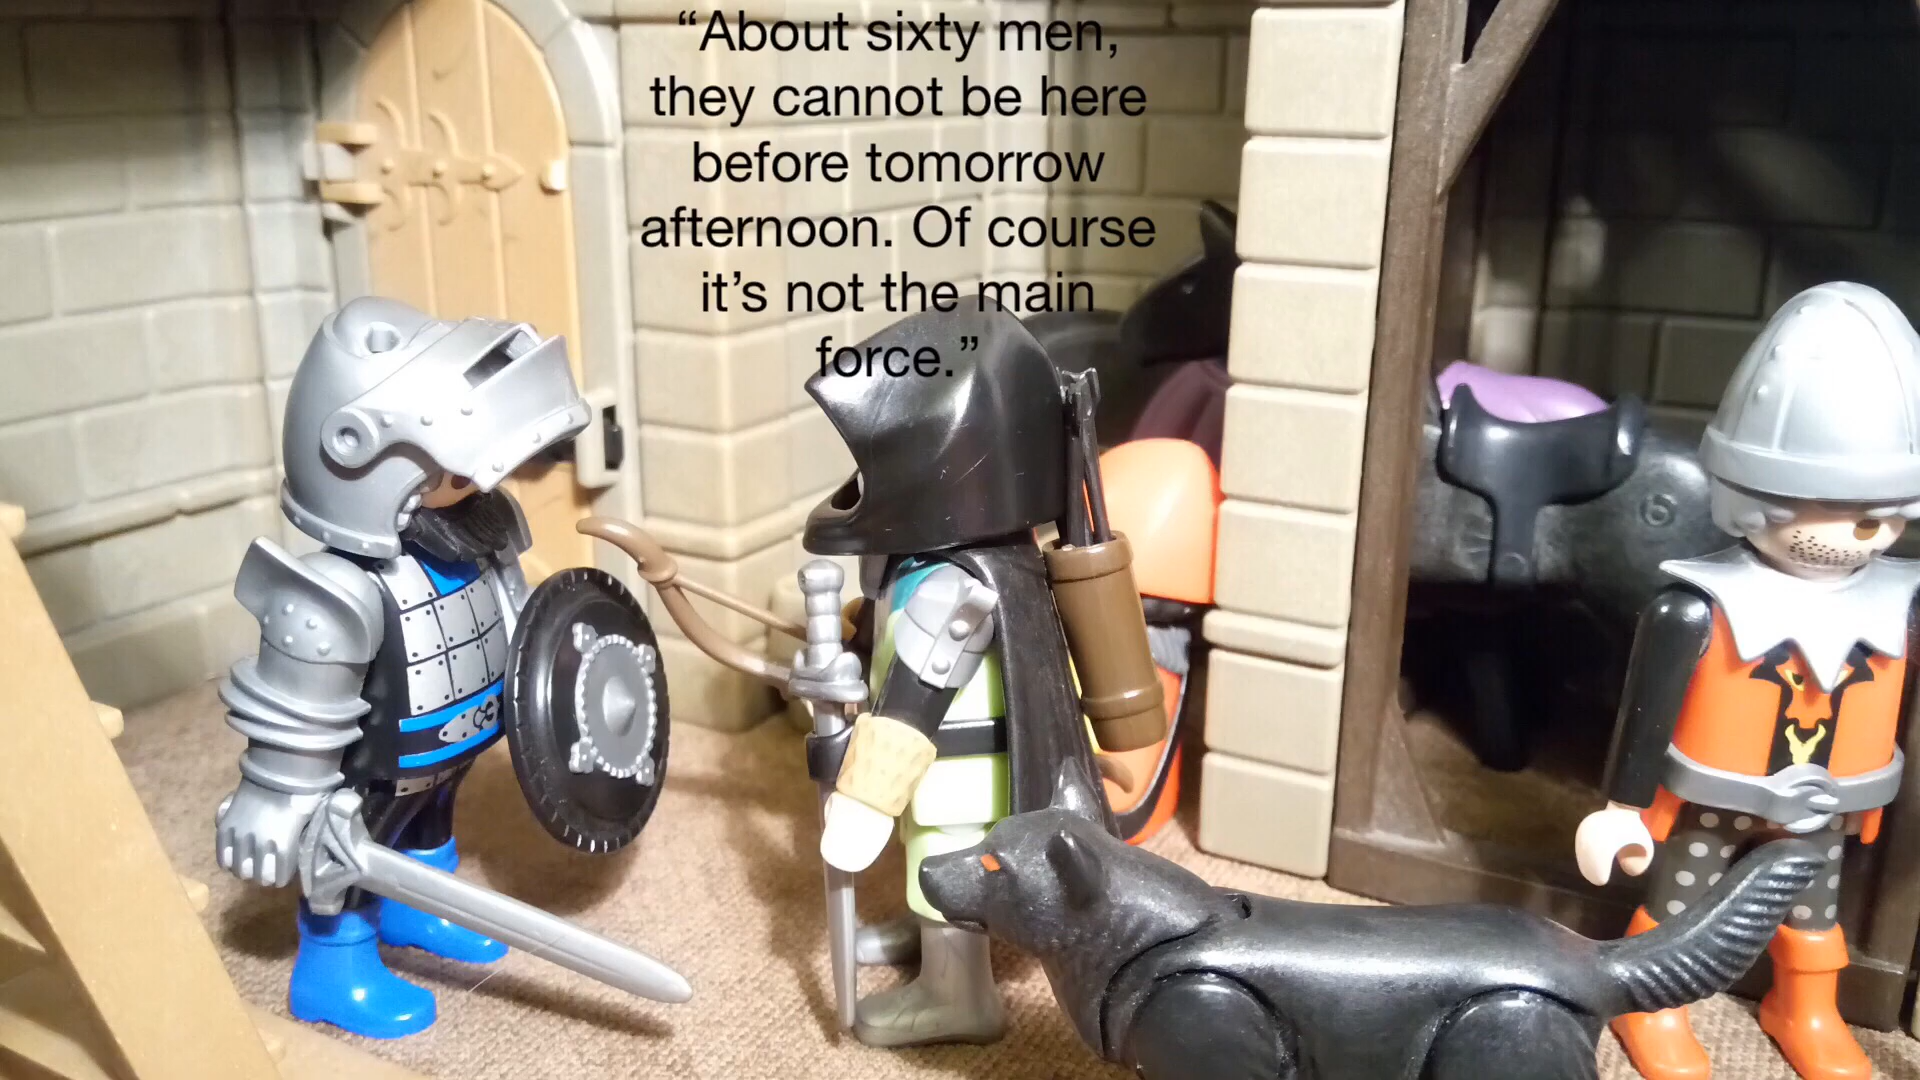 “About sixty men,
they cannot be here
before tomorrow
afternoon. Of course
it’s not the main
force.”